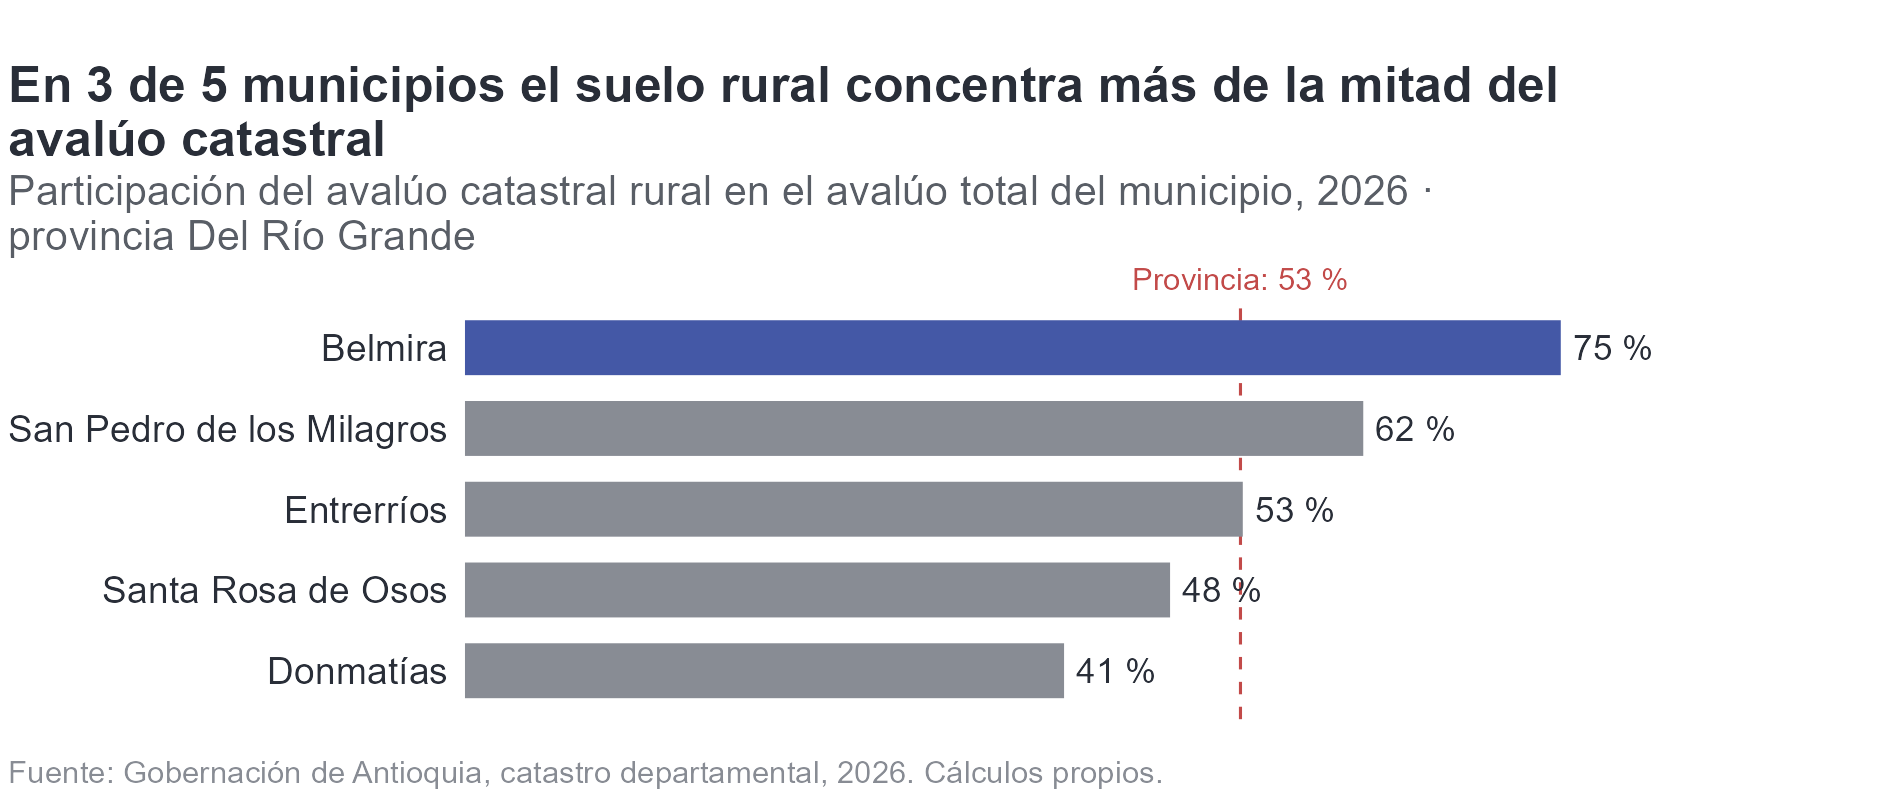 En 3 de 5 municipios el suelo rural concentra más de la mitad del
avalúo catastral
Participación del avalúo catastral rural en el avalúo total del municipio, 2026 ·
provincia Del Río Grande
Provincia: 53 %
Belmira 75 %
San Pedro de los Milagros 62 %
Entrerríos 53 %
Santa Rosa de Osos 48 %
Donmatías 41 %
Fuente: Gobernación de Antioquia, catastro departamental, 2026. Cálculos propios.